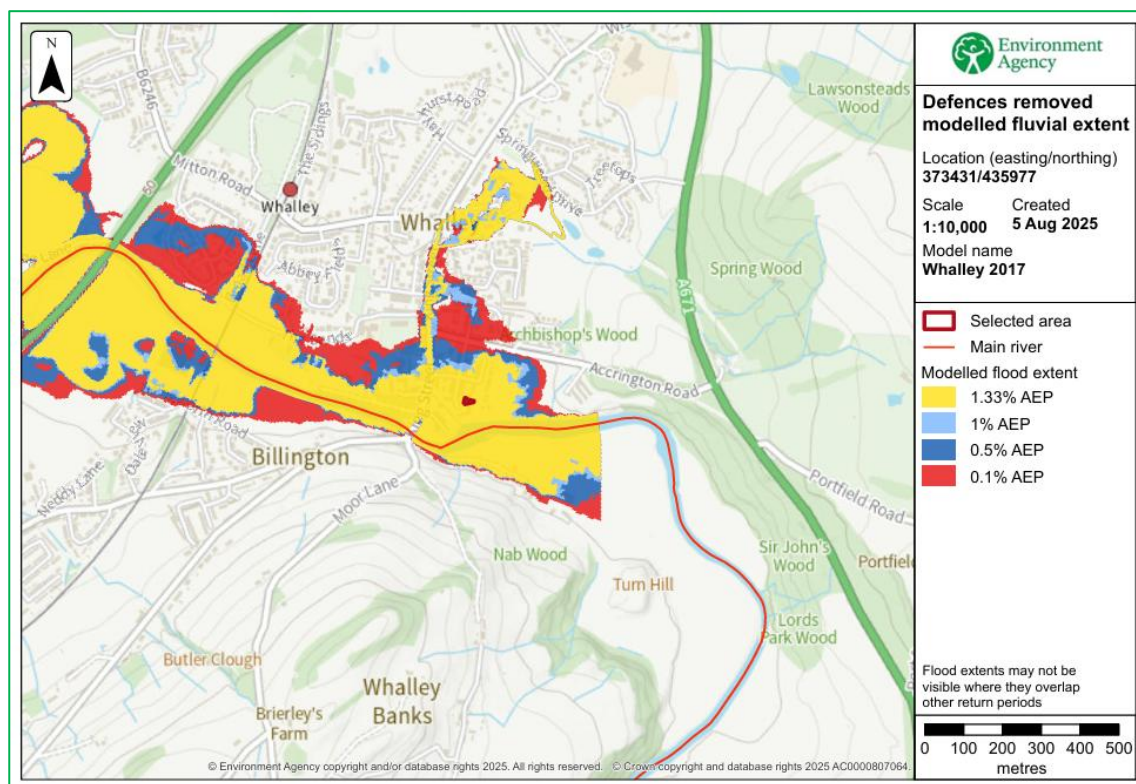 N
Environment
Agency
Defences removed
modelled fluvial extent
Location (easting/northing)
373431/435977
Scale
Created
1:10,000
5 Aug 2025
Model name
Whalley 2017
Selected area
Main river
Modelled flood extent
1.33% AEP
1% AEP
0.5% AEP
0.1% AEP
Flood extents may not be
visible where they overlap
other return periods
0 100 200 300 400 500
metres
B6246
The Sidings
Hurst Road
Lawsonsteads
Wood
Treetops
Mitton Road
Whalley
Abbey Fields
Spring Wood
A671
Archbishop's Wood
Accrington Road
Billington
Neddy Lane
Moor Lane
Portfield Road
Nab Wood
Sir John's
Wood
Portfield
Turn Hill
Lords
Park Wood
Butler Clough
Whalley
Banks
Brierley's
Farm
© Environment Agency copyright and/or database rights 2025. All rights reserved. © Crown copyright and database rights 2025 AC0000807064.